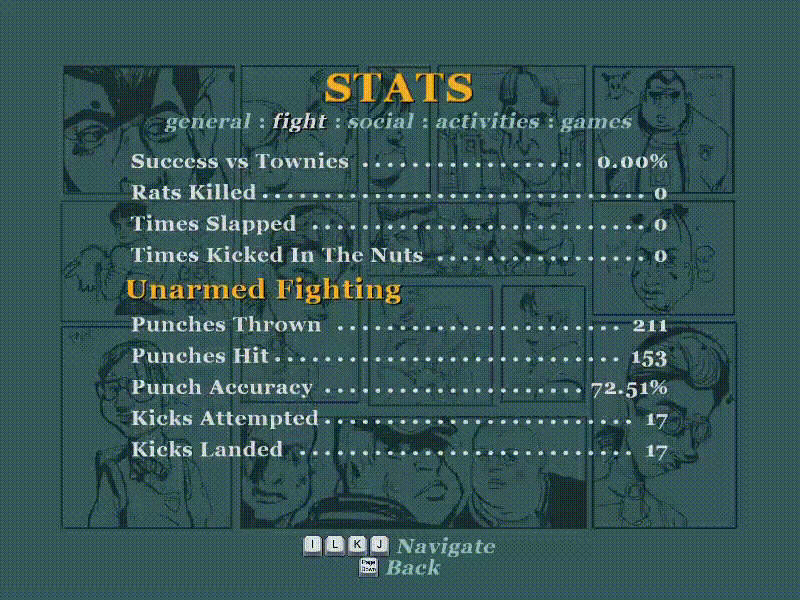 STATS
general : fight : social : activities : games
Success vs Townies . . . . . . . . . . . . . . . . . . 0.00%
Rats Killed . . . . . . . . . . . . . . . . . . . . . . . . . . . . . . 0
Times Slapped . . . . . . . . . . . . . . . . . . . . . . . . . . 0
Times Kicked In The Nuts . . . . . . . . . . . . . . . . 0
Unarmed Fighting
Punches Thrown . . . . . . . . . . . . . . . . . . . . . . 211
Punches Hit . . . . . . . . . . . . . . . . . . . . . . . . . . . 153
Punch Accuracy . . . . . . . . . . . . . . . . . . . . . 72.51%
Kicks Attempted . . . . . . . . . . . . . . . . . . . . . . . . 17
Kicks Landed . . . . . . . . . . . . . . . . . . . . . . . . . . 17
I L K J Navigate
Page Down Back